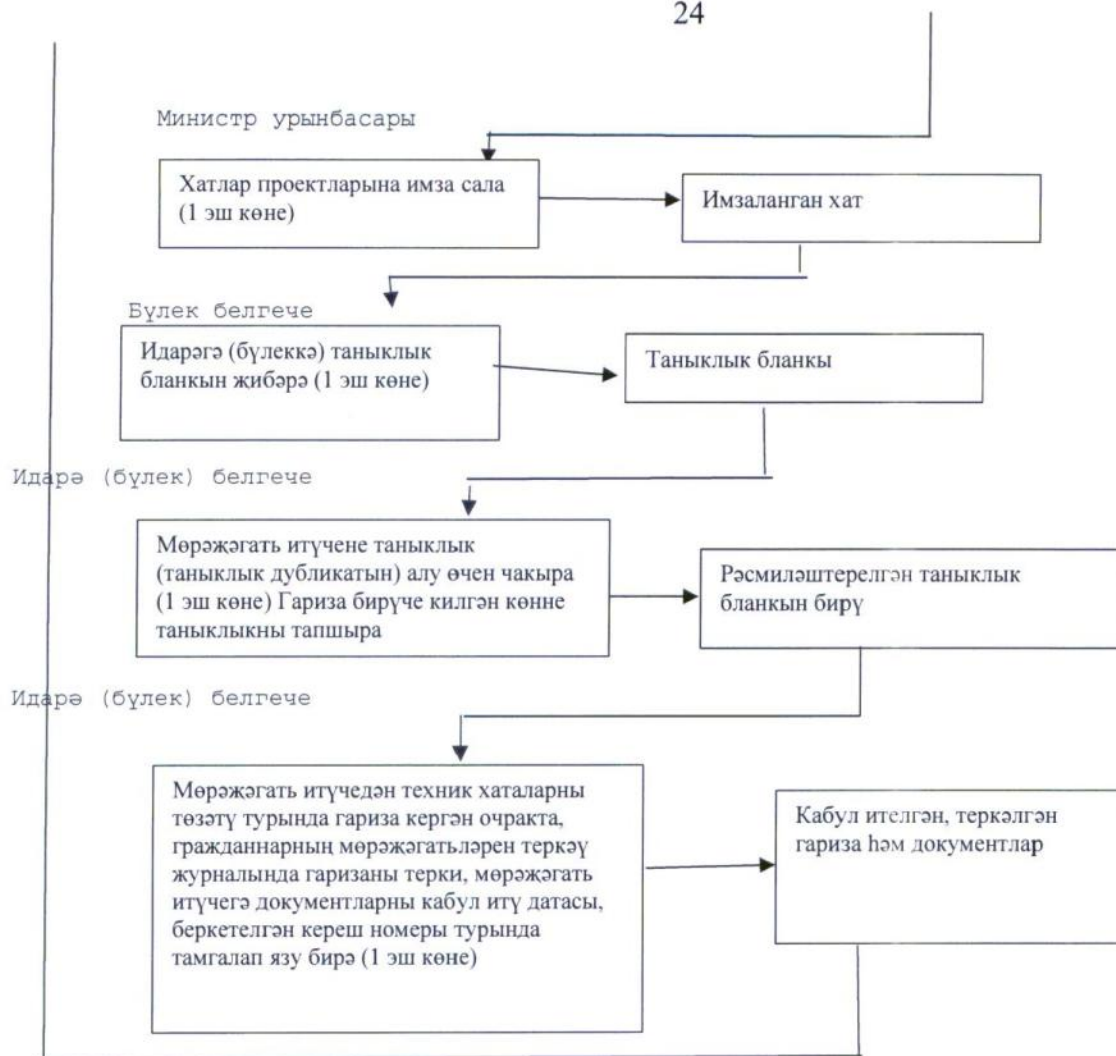 24
Министр урынбасары
Хатлар проектларына имза сала
(1 эш көне)
Имзаланган хат
Бүлек белгече
Идарәгә (бүлеккә) таныклык
бланкын җибәрә (1 эш көне)
Таныклык бланкы
Идарә (бүлек) белгече
Мөрәҗәгать итүчене таныклык
(таныклык дубликатын) алу өчен чакыра
(1 эш көне) Гариза бирүче килгән көнне
таныклыкны тапшыра
Рәсмиләштерелгән таныклык
бланкын бирү
Идарә (бүлек) белгече
Мөрәҗәгать итүчедән техник хаталарны
төзәтү турында гариза кергән очракта,
гражданнарның мөрәҗәгатьләрен теркәү
журналында гаризаны терки, мөрәҗәгать
итүчегә документларны кабул итү датасы,
беркетелгән кереш номеры турында
тамгалап язу бирә (1 эш көне)
Кабул ителгән, теркәлгән
гариза һәм документлар